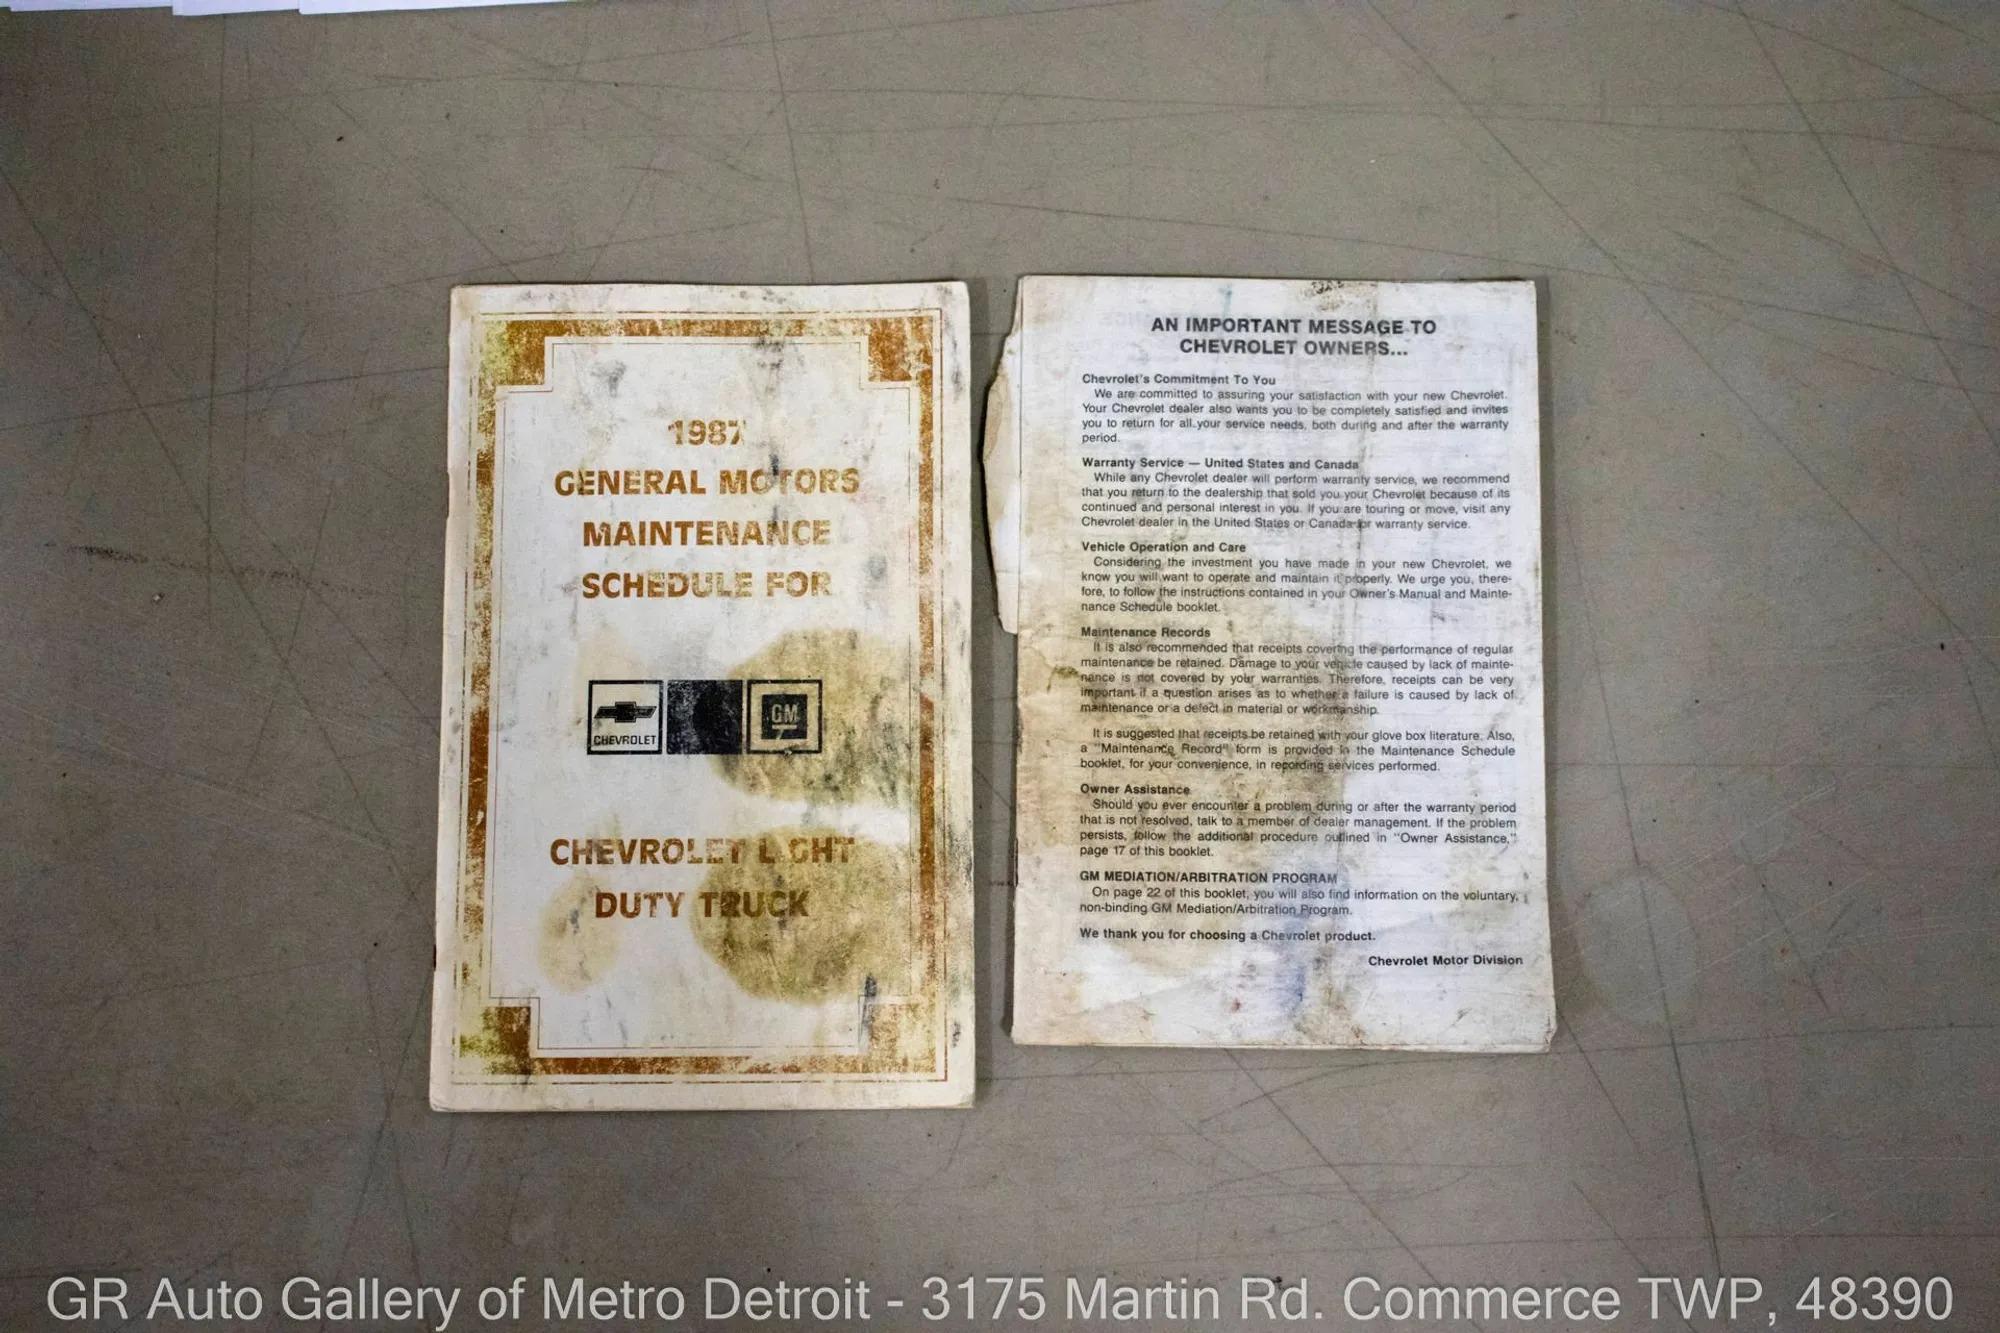 1987
GENERAL MOTORS
MAINTENANCE
SCHEDULE FOR
CHEVROLET
GM
CHEVROLET LIGHT
DUTY TRUCK
AN IMPORTANT MESSAGE TO
CHEVROLET OWNERS...
Chevrolet's Commitment To You
We are committed to assuring your satisfaction with your new Chevrolet.
Your Chevrolet dealer also wants you to be completely satisfied and invites
you to return for all your service needs, both during and after the warranty
period.
Warranty Service — United States and Canada
While any Chevrolet dealer will perform warranty service, we recommend
that you return to the dealership that sold you your Chevrolet because of its
continued and personal interest in you. If you are touring or move, visit any
Chevrolet dealer in the United States or Canada for warranty service.
Vehicle Operation and Care
Considering the investment you have made in your new Chevrolet, we
know you will want to operate and maintain it properly. We urge you, there-
fore, to follow the instructions contained in your Owner's Manual and Mainte-
nance Schedule booklet.
Maintenance Records
It is also recommended that receipts covering the performance of regular
maintenance be retained. Damage to your vehicle caused by lack of mainte-
nance is not covered by your warranties. Therefore, receipts can be very
important if a question arises as to whether a failure is caused by lack of
maintenance or a defect in material or workmanship.
It is suggested that receipts be retained with your glove box literature. Also,
a "Maintenance Record" form is provided in the Maintenance Schedule
booklet, for your convenience, in recording services performed.
Owner Assistance
Should you ever encounter a problem during or after the warranty period
that is not resolved, talk to a member of dealer management. If the problem
persists, follow the additional procedure outlined in "Owner Assistance,"
page 17 of this booklet.
GM MEDIATION/ARBITRATION PROGRAM
On page 22 of this booklet, you will also find information on the voluntary,
non-binding GM Mediation/Arbitration Program.
We thank you for choosing a Chevrolet product.
Chevrolet Motor Division
GR Auto Gallery of Metro Detroit - 3175 Martin Rd. Commerce TWP, 48390